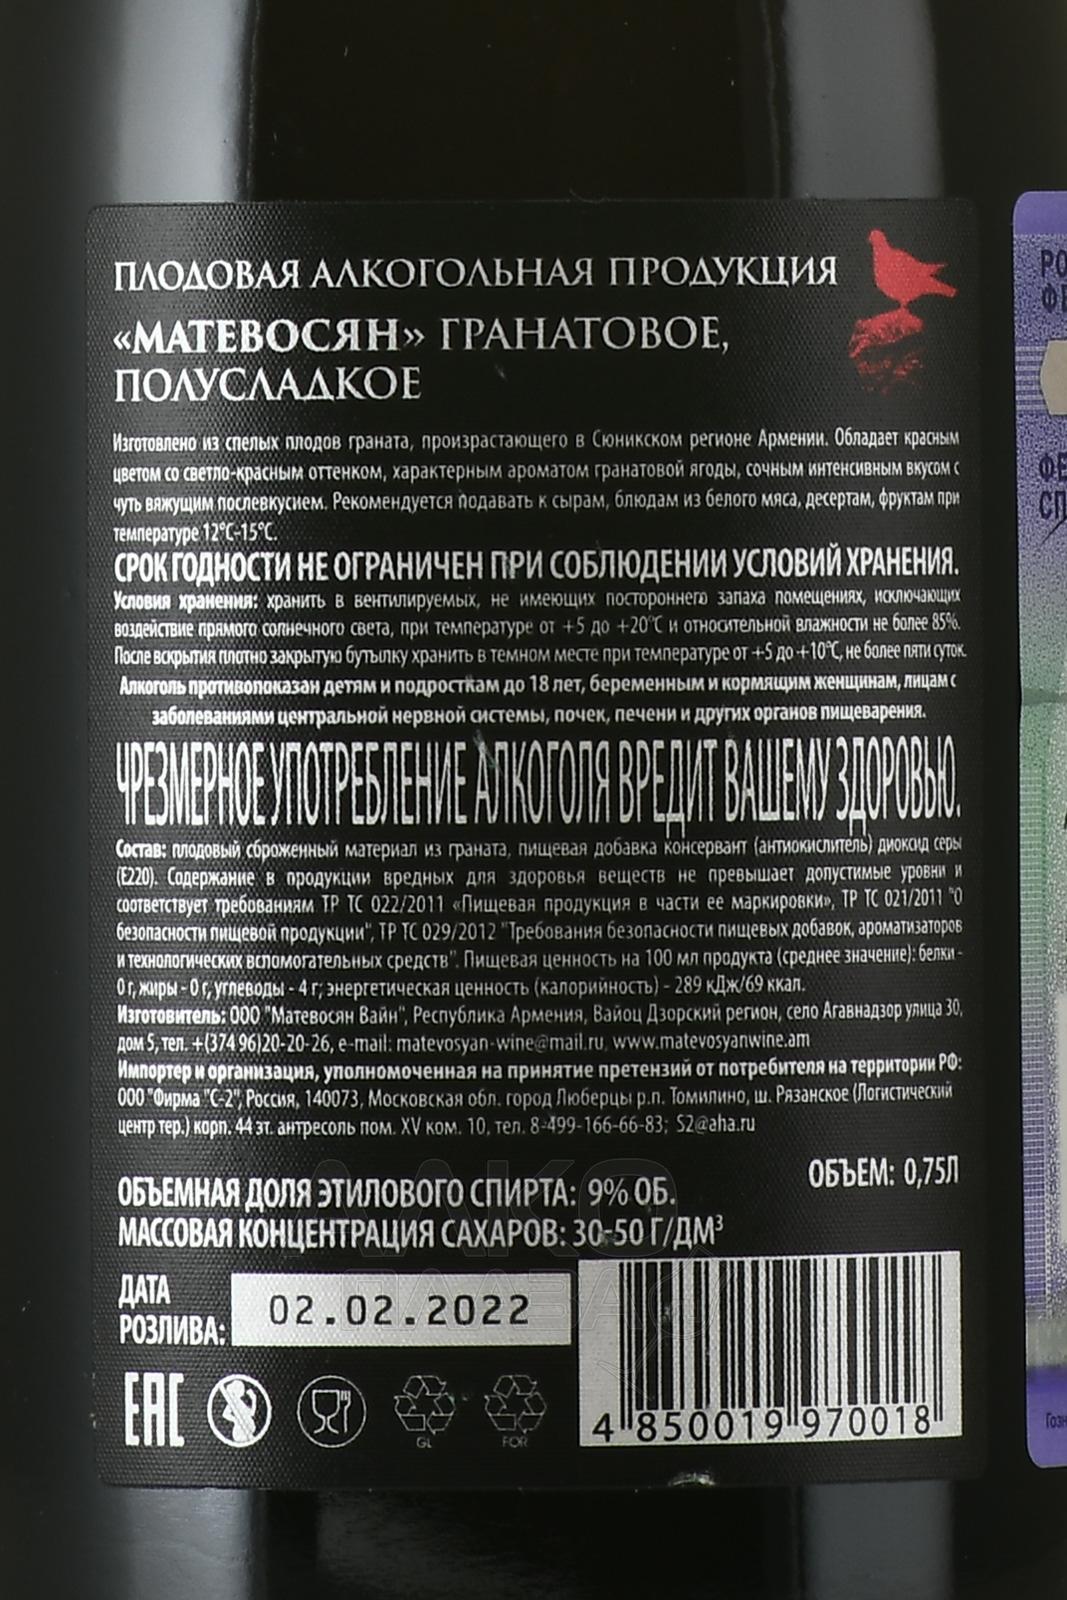 ПЛОДОВАЯ АЛКОГОЛЬНАЯ ПРОДУКЦИЯ
«МАТЕВОСЯН» ГРАНАТОВОЕ,
ПОЛУСЛАДКОЕ
Изготовлено из спелых плодов граната, произрастающего в Сюникском регионе Армении. Обладает красным
цветом со светло-красным оттенком, характерным ароматом гранатовой ягоды, сочным интенсивным вкусом с
чуть вяжущим послевкусием. Рекомендуется подавать к сырам, блюдам из белого мяса, десертам, фруктам при
температуре 12°С-15°С.
СРОК ГОДНОСТИ НЕ ОГРАНИЧЕН ПРИ СОБЛЮДЕНИИ УСЛОВИЙ ХРАНЕНИЯ.
Условия хранения: хранить в вентилируемых, не имеющих постороннего запаха помещениях, исключающих
воздействие прямого солнечного света, при температуре от +5 до +20°С и относительной влажности не более 85%.
После вскрытия плотно закрытую бутылку хранить в темном месте при температуре от +5 до +10°С, не более пяти суток.
Алкоголь противопоказан детям и подросткам до 18 лет, беременным и кормящим женщинам, лицам с
заболеваниями центральной нервной системы, почек, печени и других органов пищеварения.
ЧРЕЗМЕРНОЕ УПОТРЕБЛЕНИЕ АЛКОГОЛЯ ВРЕДИТ ВАШЕМУ ЗДОРОВЬЮ.
Состав: плодовый сброженный материал из граната, пищевая добавка консервант (антиокислитель) диоксид серы
(Е220). Содержание в продукции вредных для здоровья веществ не превышает допустимые уровни и
соответствует требованиям ТР ТС 022/2011 «Пищевая продукция в части ее маркировки», ТР ТС 021/2011 "О
безопасности пищевой продукции", ТР ТС 029/2012 "Требования безопасности пищевых добавок, ароматизаторов
и технологических вспомогательных средств". Пищевая ценность на 100 мл продукта (среднее значение): белки -
0 г, жиры - 0 г, углеводы - 4 г; энергетическая ценность (калорийность) - 289 кДж/69 ккал.
Изготовитель: ООО "Матевосян Вайн", Республика Армения, Вайоц Дзорский регион, село Агавнадзор улица 30,
дом 5, тел. +(374 96)20-20-26, e-mail: matevosyan-wine@mail.ru, www.matevosyanwine.am
Импортер и организация, уполномоченная на принятие претензий от потребителя на территории РФ:
ООО "Фирма "С-2", Россия, 140073, Московская обл. город Люберцы р.п. Томилино, ш. Рязанское (Логистический
центр тер.) корп. 44 эт. антресоль пом. XV ком. 10, тел. 8-499-166-66-83; S2@aha.ru
ОБЪЕМ: 0,75Л
ОБЪЕМНАЯ ДОЛЯ ЭТИЛОВОГО СПИРТА: 9% ОБ.
МАССОВАЯ КОНЦЕНТРАЦИЯ САХАРОВ: 30-50 Г/ДМ³
ДАТА
РОЗЛИВА:
02.02.2022
ЕАС
GL
FOR
4 850019 970018